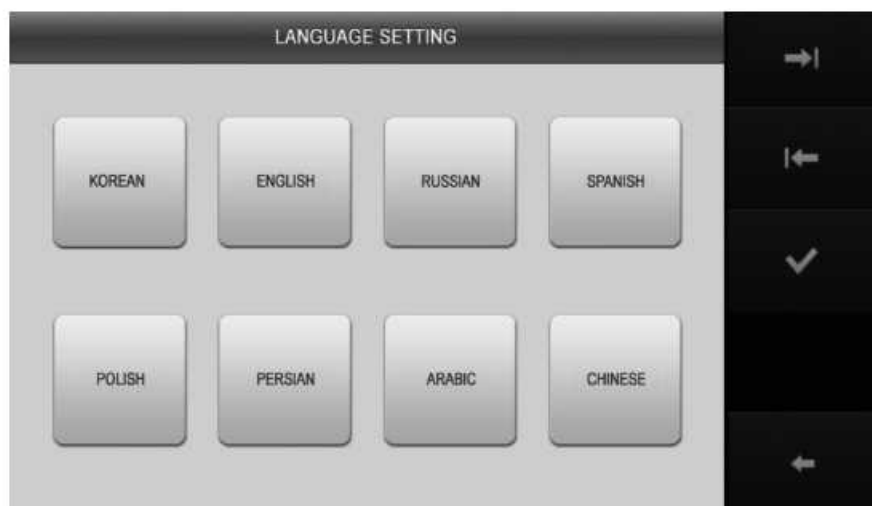 LANGUAGE SETTING
KOREAN ENGLISH RUSSIAN SPANISH
POLISH PERSIAN ARABIC CHINESE